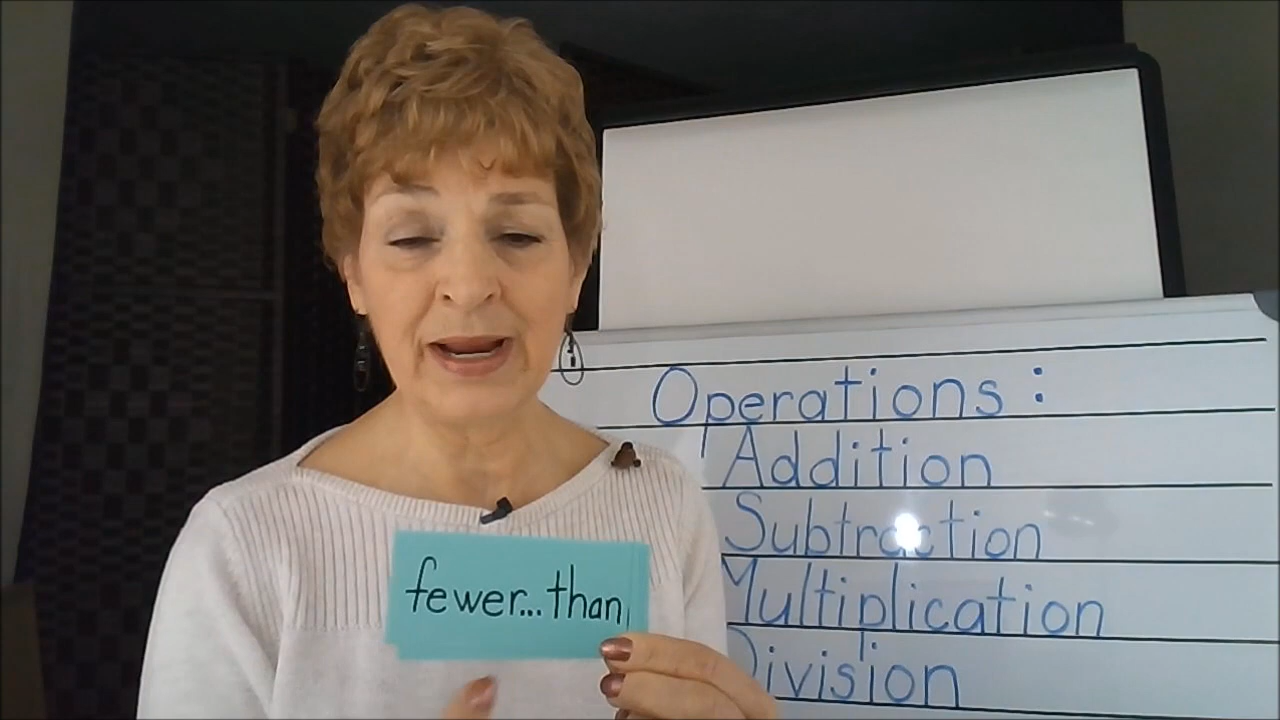 fewer...than
Operations:
Addition
Subtraction
Multiplication
Division